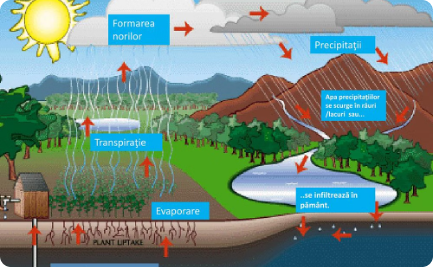 Formarea
norilor
Precipitații
Apa precipitațiilor
se scurge în râuri
/lacuri sau...
Transpirație
Evaporare
..se infiltrează în
pământ.
PLANT UPTAKE